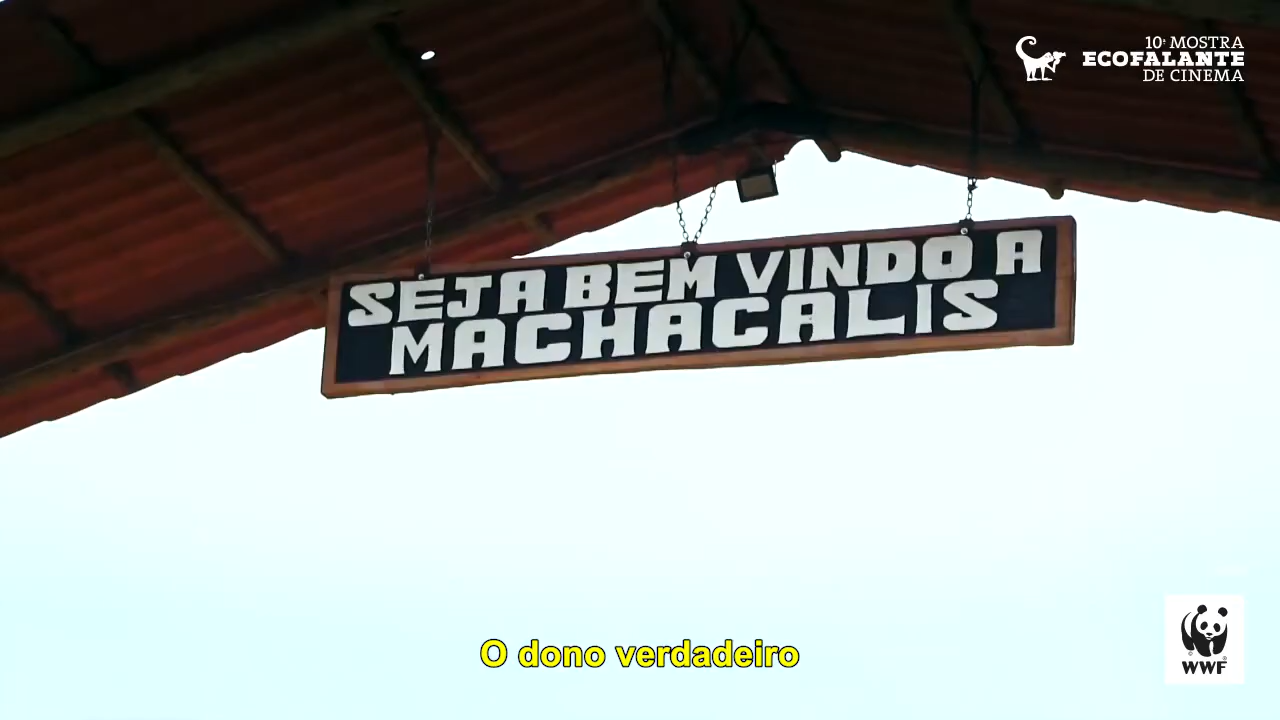 10ª MOSTRA
ECOFALANTE
DE CINEMA
SEJA BEM VINDO A
MACHACALIS
O dono verdadeiro
WWF